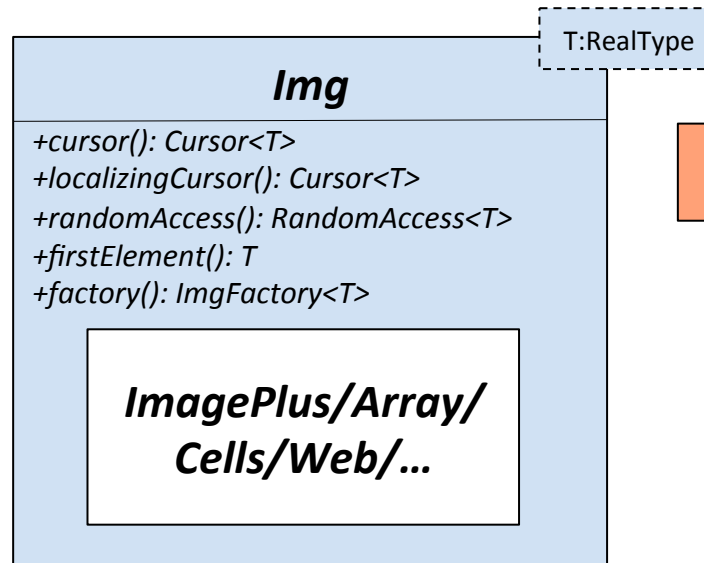 T:RealType
Img
+cursor(): Cursor<T>
+localizingCursor(): Cursor<T>
+randomAccess(): RandomAccess<T>
+firstElement(): T
+factory(): ImgFactory<T>
ImagePlus/Array/
Cells/Web/…